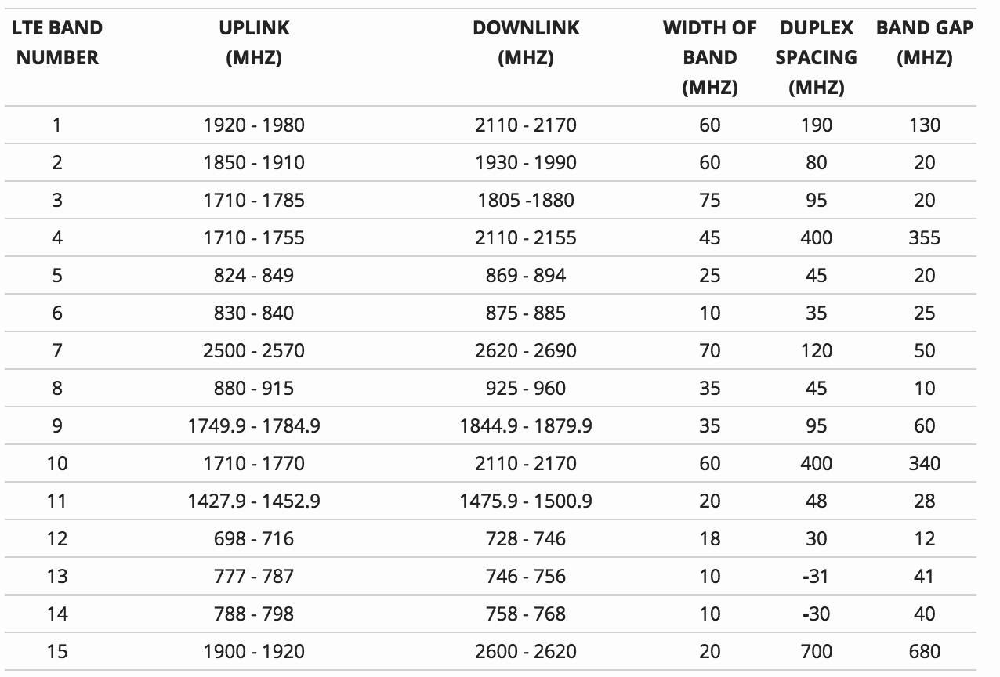 LTE BAND UPLINK DOWNLINK WIDTH OF DUPLEX BAND GAP
NUMBER (MHZ) (MHZ) BAND SPACING (MHZ)
(MHZ) (MHZ)
1 1920 - 1980 2110 - 2170 60 190 130
2 1850 - 1910 1930 - 1990 60 80 20
3 1710 - 1785 1805 -1880 75 95 20
4 1710 - 1755 2110 - 2155 45 400 355
5 824 - 849 869 - 894 25 45 20
6 830 - 840 875 - 885 10 35 25
7 2500 - 2570 2620 - 2690 70 120 50
8 880 - 915 925 - 960 35 45 10
9 1749.9 - 1784.9 1844.9 - 1879.9 35 95 60
10 1710 - 1770 2110 - 2170 60 400 340
11 1427.9 - 1452.9 1475.9 - 1500.9 20 48 28
12 698 - 716 728 - 746 18 30 12
13 777 - 787 746 - 756 10 -31 41
14 788 - 798 758 - 768 10 -30 40
15 1900 - 1920 2600 - 2620 20 700 680